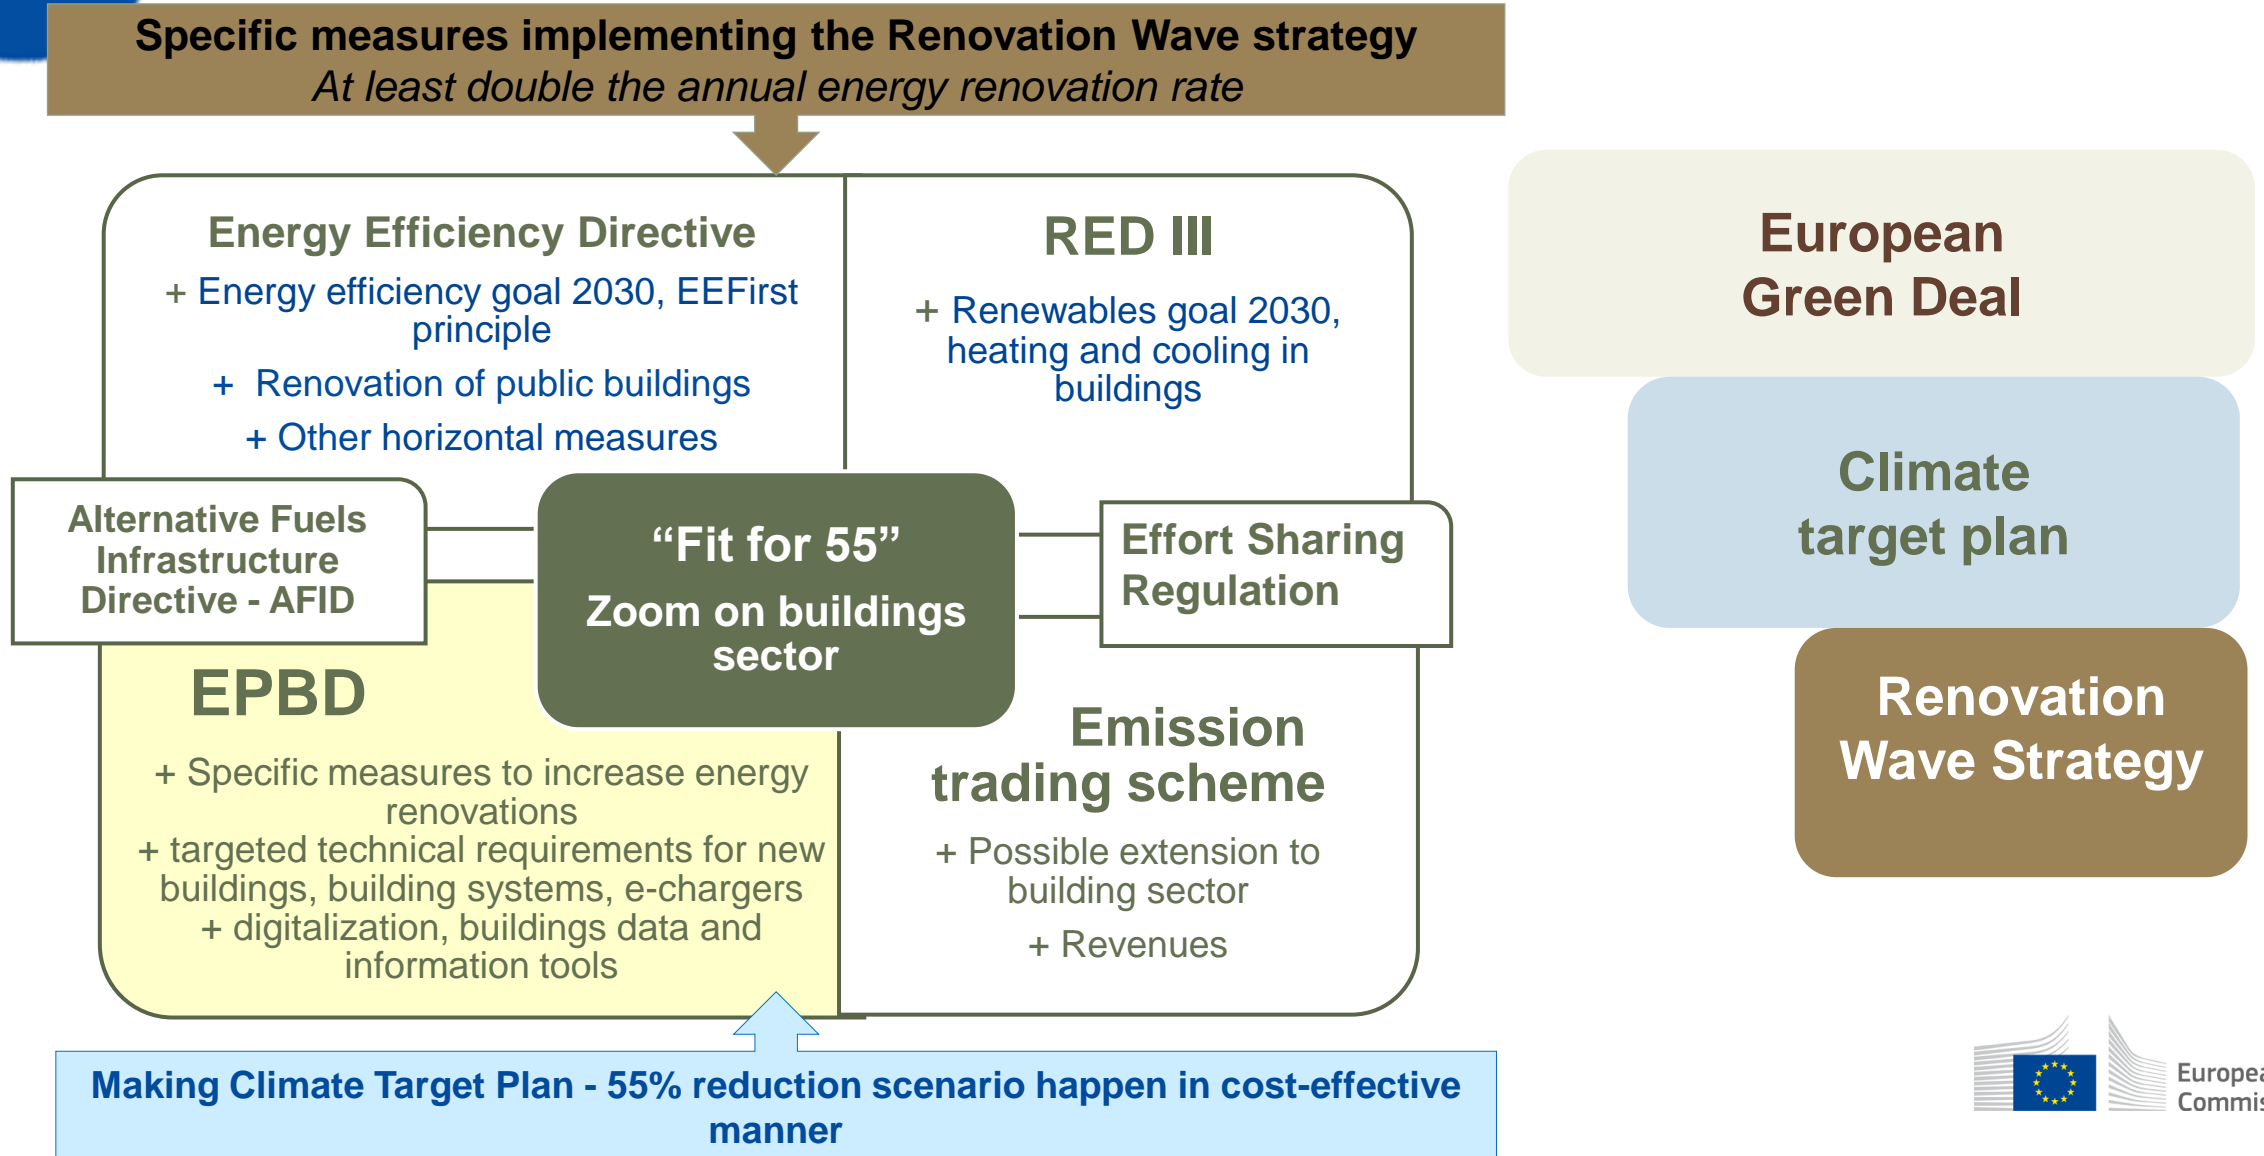 Specific measures implementing the Renovation Wave strategy
At least double the annual energy renovation rate
Energy Efficiency Directive
+ Energy efficiency goal 2030, EEFirst
principle
+ Renovation of public buildings
+ Other horizontal measures
RED III
+ Renewables goal 2030,
heating and cooling in
buildings
Alternative Fuels
Infrastructure
Directive - AFID
“Fit for 55”
Zoom on buildings
sector
Effort Sharing
Regulation
EPBD
+ Specific measures to increase energy
renovations
+ targeted technical requirements for new
buildings, building systems, e-chargers
+ digitalization, buildings data and
information tools
Emission
trading scheme
+ Possible extension to
building sector
+ Revenues
Making Climate Target Plan - 55% reduction scenario happen in cost-effective
manner
European
Green Deal
Climate
target plan
Renovation
Wave Strategy